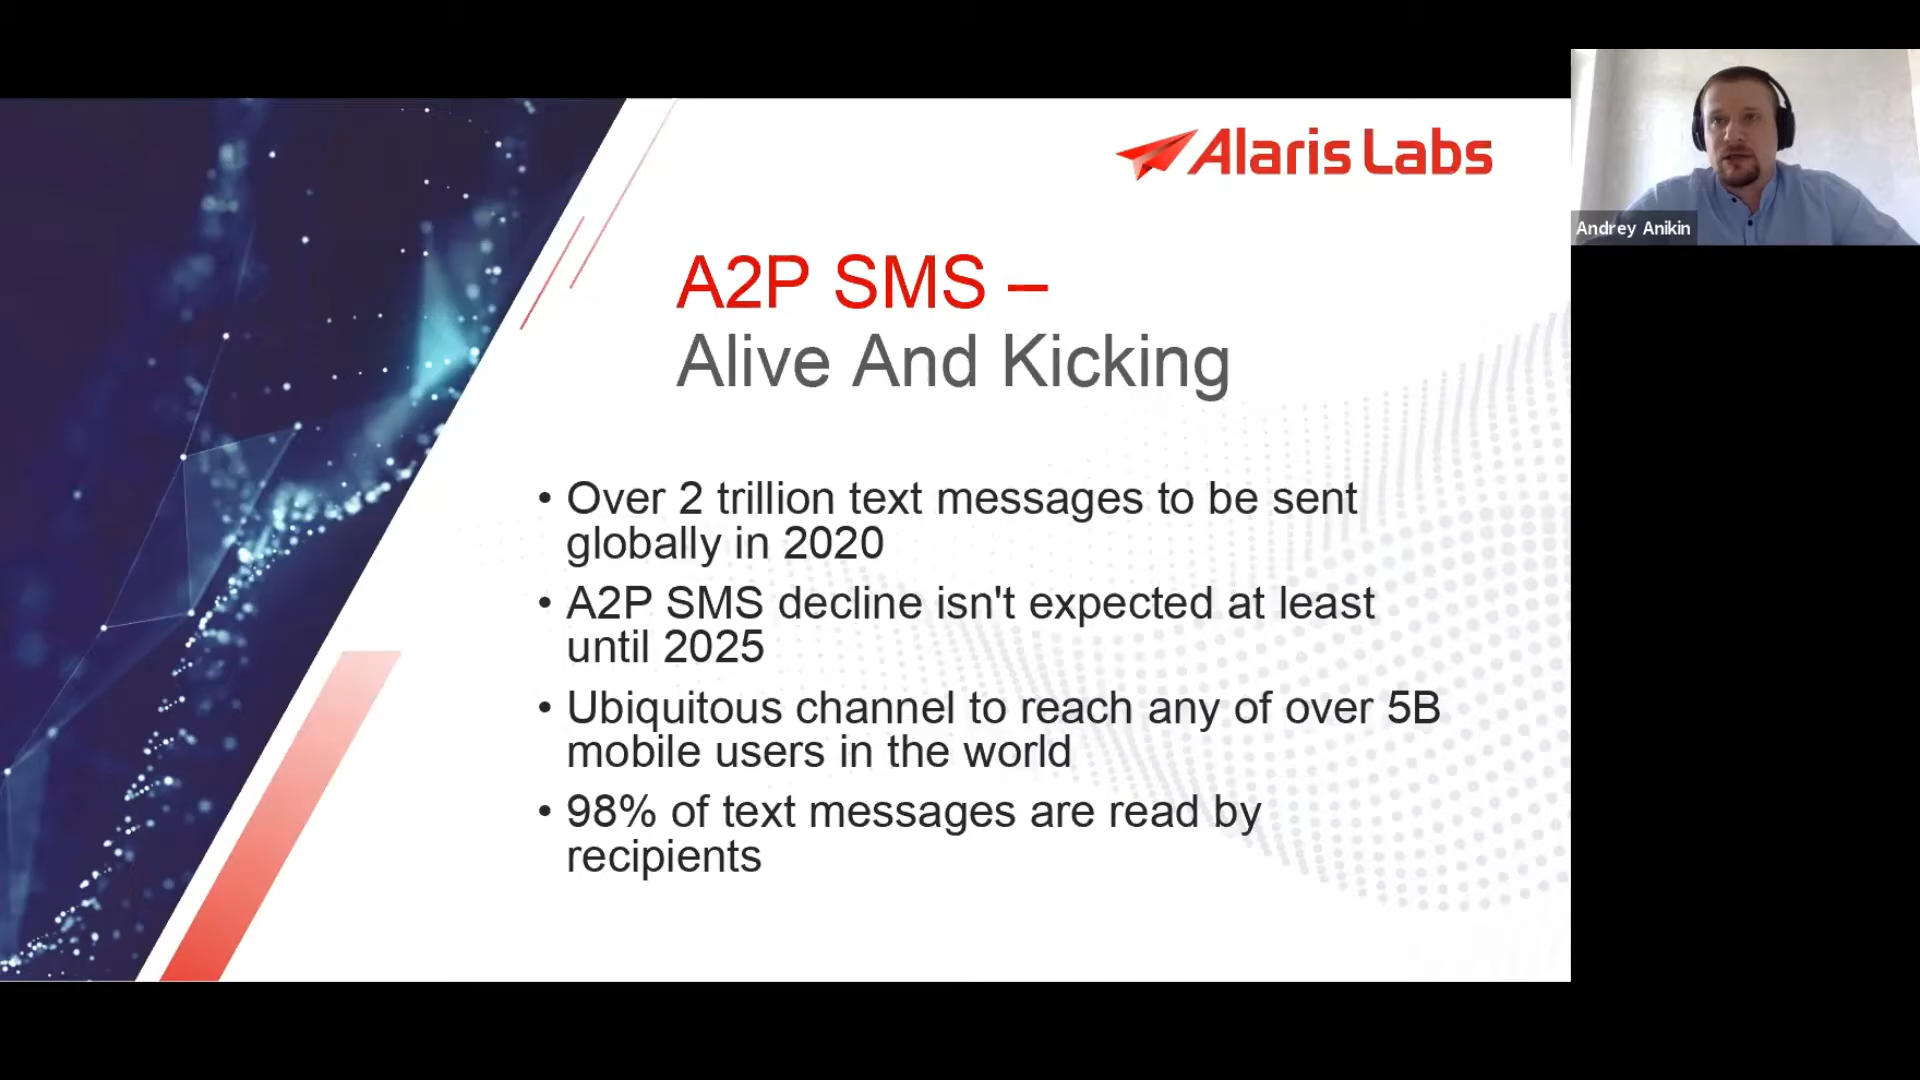 Alaris Labs
Andrey Anikin
A2P SMS –
Alive And Kicking
• Over 2 trillion text messages to be sent
globally in 2020
• A2P SMS decline isn't expected at least
until 2025
• Ubiquitous channel to reach any of over 5B
mobile users in the world
• 98% of text messages are read by
recipients